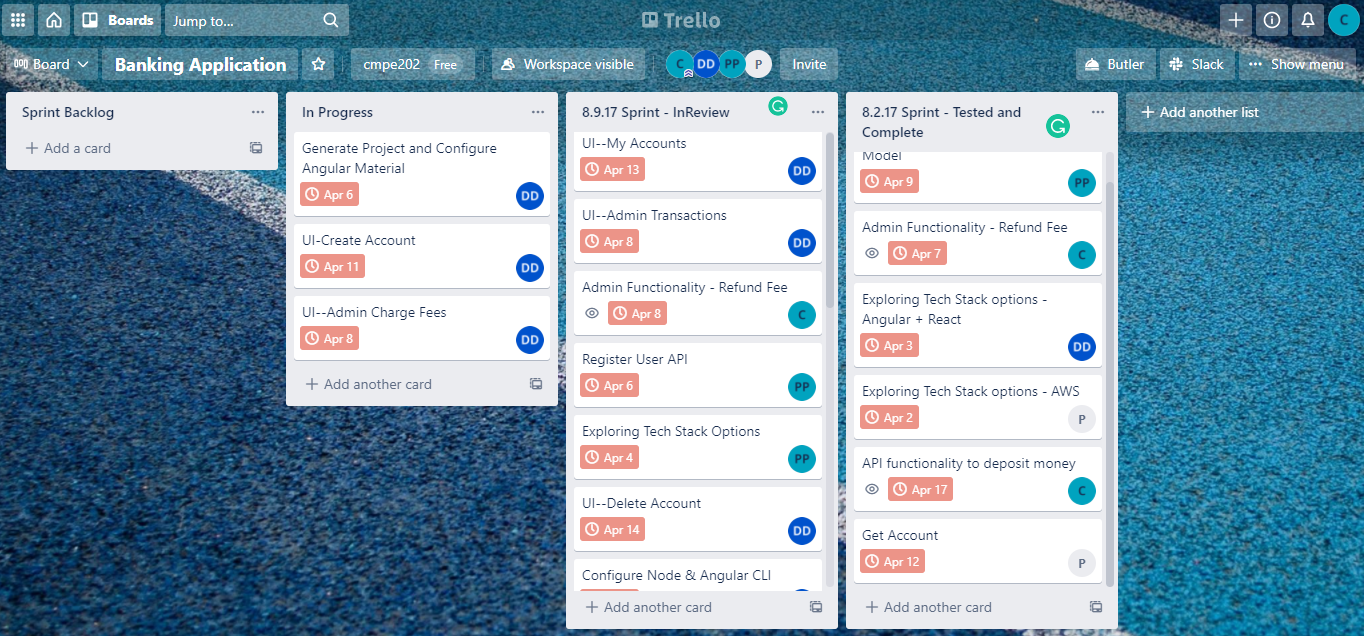 Boards
Jump to...
Trello
C
Board
Banking Application
cmpe202 Free
Workspace visible
C DD PP P
Invite
Butler
Slack
Show menu
Sprint Backlog
Add a card
In Progress
Generate Project and Configure
Angular Material
Apr 6
DD
UI-Create Account
Apr 11
DD
UI--Admin Charge Fees
Apr 8
DD
Add another card
8.9.17 Sprint - InReview
UI--My Accounts
Apr 13
DD
UI--Admin Transactions
Apr 8
DD
Admin Functionality - Refund Fee
Apr 8
C
Register User API
Apr 6
PP
Exploring Tech Stack Options
Apr 4
PP
UI--Delete Account
Apr 14
DD
Configure Node & Angular CLI
Add another card
8.2.17 Sprint - Tested and
Complete
Model
Apr 9
PP
Admin Functionality - Refund Fee
Apr 7
C
Exploring Tech Stack options -
Angular + React
Apr 3
DD
Exploring Tech Stack options - AWS
Apr 2
P
API functionality to deposit money
Apr 17
C
Get Account
Apr 12
P
Add another card
Add another list